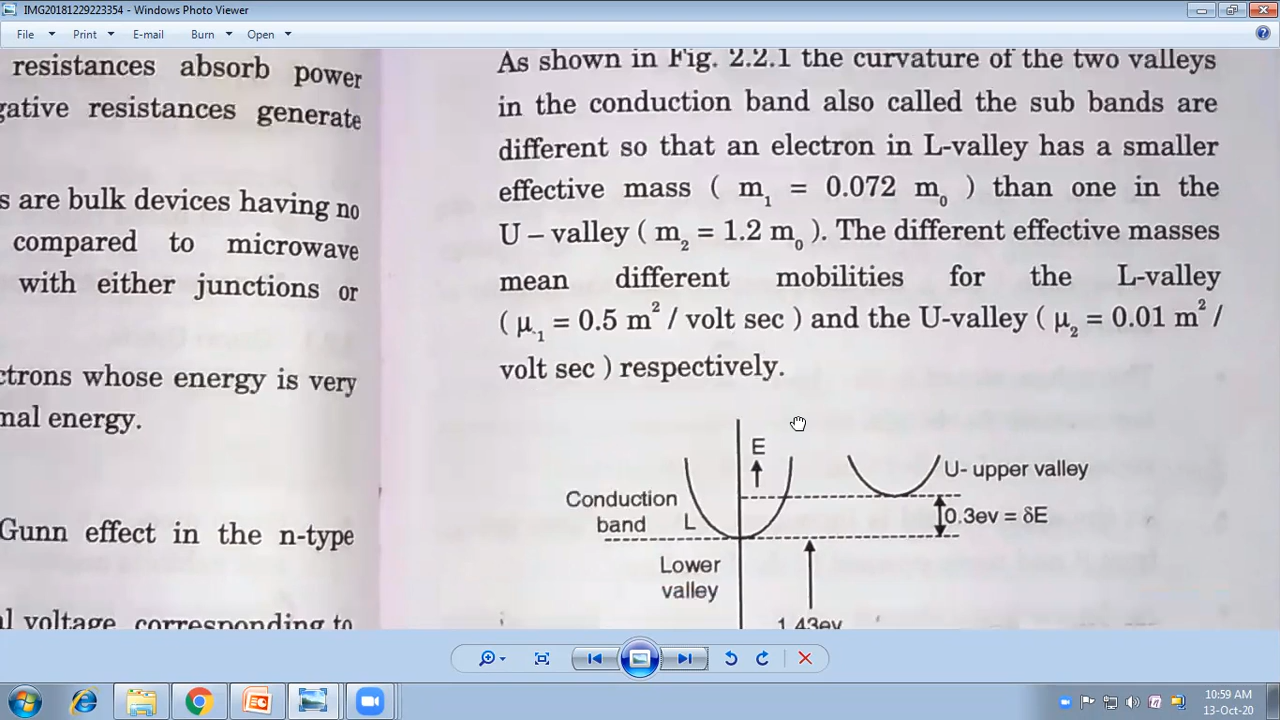 IMG20181229223354 - Windows Photo Viewer
File Print E-mail Burn Open
resistances absorb power
gative resistances generate
s are bulk devices having no
compared to microwave
with either junctions or
ctrons whose energy is very
mal energy.
Gunn effect in the n-type
l voltage corresponding to
As shown in Fig. 2.2.1 the curvature of the two valleys
in the conduction band also called the sub bands are
different so that an electron in L-valley has a smaller
effective mass ( m₁ = 0.072 m₀ ) than one in the
U – valley ( m₂ = 1.2 m₀ ). The different effective masses
mean different mobilities for the L-valley
( μ₁ = 0.5 m² / volt sec ) and the U-valley ( μ₂ = 0.01 m² /
volt sec ) respectively.
E
U- upper valley
Conduction
band
L
0.3ev = δE
Lower
valley
1.43ev
10:59 AM
13-Oct-20